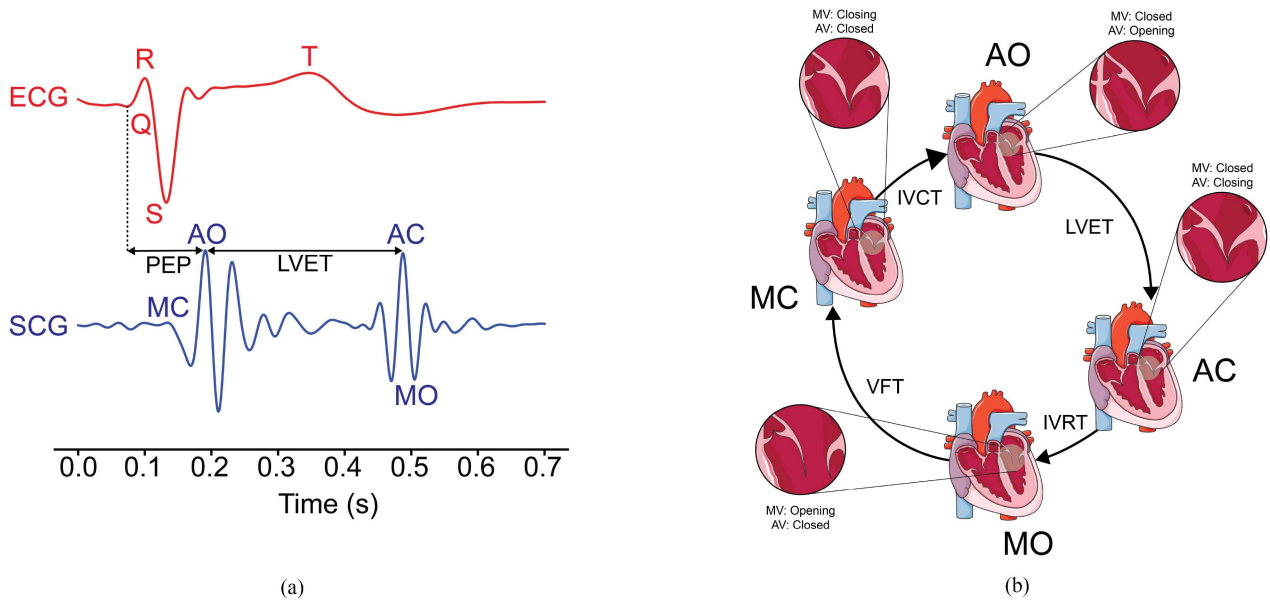 R
T
ECG
Q
S
AO
AC
PEP
LVET
MC
SCG
MO
0.0 0.1 0.2 0.3 0.4 0.5 0.6 0.7
Time (s)
(a)
MV: Closing
AV: Closed
MV: Closed
AV: Opening
AO
MV: Closed
AV: Closing
IVCT
LVET
MC
AC
VFT
IVRT
MV: Opening
AV: Closed
MO
(b)